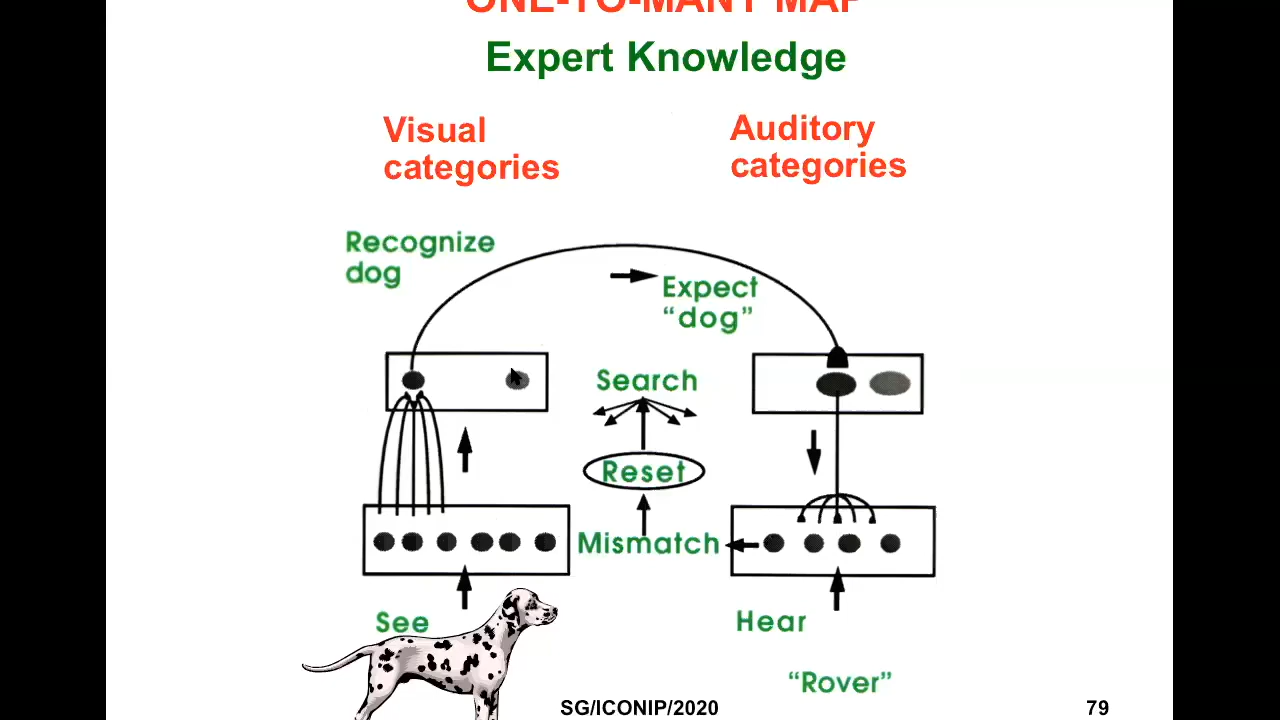 ONE-TO-MANY MAP
Expert Knowledge
Visual
categories
Auditory
categories
Recognize
dog
Expect
“dog”
Search
Reset
Mismatch
See
Hear
“Rover”
SG/ICONIP/2020
79